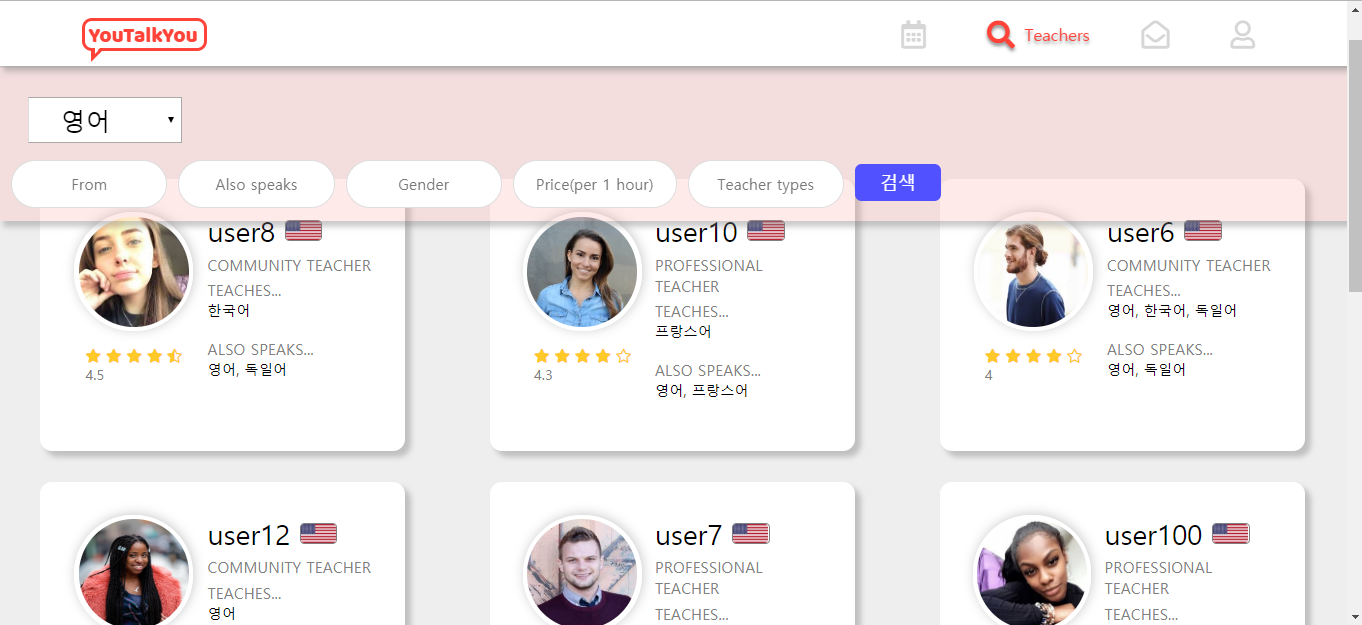 YouTalkYou
Teachers
영어
From
Also speaks
Gender
Price(per 1 hour)
Teacher types
검색
user8
COMMUNITY TEACHER
TEACHES...
한국어
ALSO SPEAKS...
영어, 독일어
4.5
user10
PROFESSIONAL
TEACHER
TEACHES...
프랑스어
ALSO SPEAKS...
영어, 프랑스어
4.3
user6
COMMUNITY TEACHER
TEACHES...
영어, 한국어, 독일어
ALSO SPEAKS...
영어, 독일어
4
user12
COMMUNITY TEACHER
TEACHES...
영어
user7
PROFESSIONAL
TEACHER
TEACHES...
user100
PROFESSIONAL
TEACHER
TEACHES...